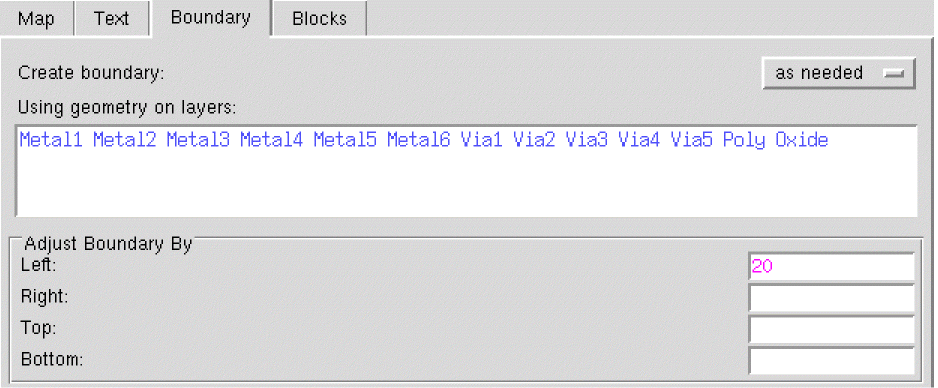 Map Text Boundary Blocks
Create boundary: as needed
Using geometry on layers:
Metal1 Metal2 Metal3 Metal4 Metal5 Metal6 Via1 Via2 Via3 Via4 Via5 Poly Oxide
Adjust Boundary By
Left: 20
Right:
Top:
Bottom: